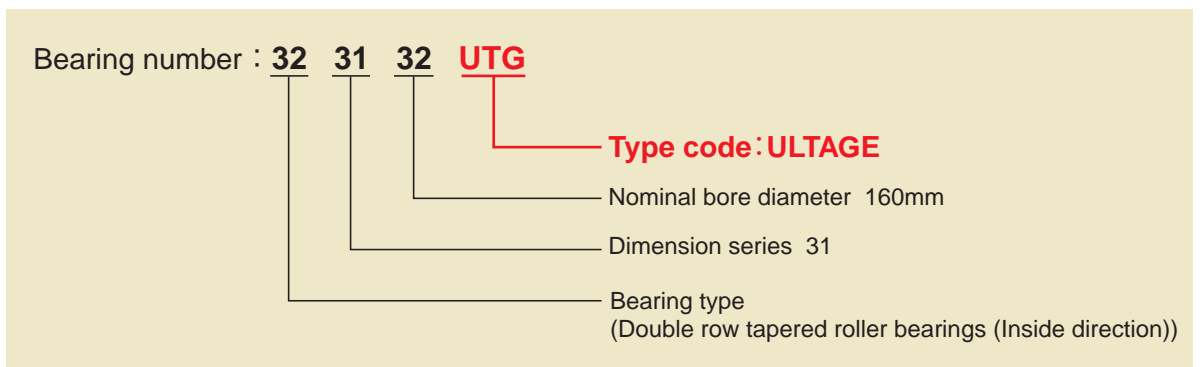 Bearing number：32 31 32 UTG
Type code：ULTAGE
Nominal bore diameter 160mm
Dimension series 31
Bearing type
(Double row tapered roller bearings (Inside direction))